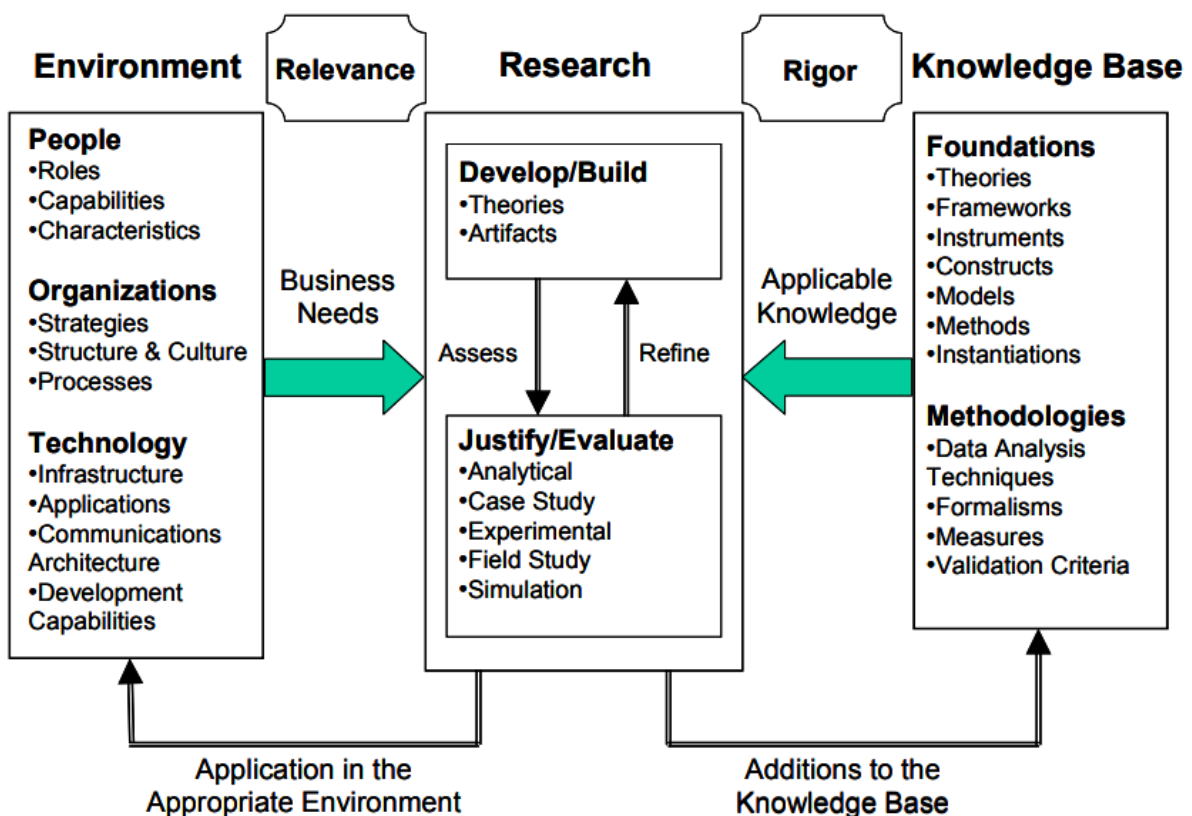 Environment
Relevance
Research
Rigor
Knowledge Base
People
•Roles
•Capabilities
•Characteristics
Organizations
•Strategies
•Structure & Culture
•Processes
Technology
•Infrastructure
•Applications
•Communications
Architecture
•Development
Capabilities
Business
Needs
Develop/Build
•Theories
•Artifacts
Assess
Refine
Justify/Evaluate
•Analytical
•Case Study
•Experimental
•Field Study
•Simulation
Applicable
Knowledge
Foundations
•Theories
•Frameworks
•Instruments
•Constructs
•Models
•Methods
•Instantiations
Methodologies
•Data Analysis
Techniques
•Formalisms
•Measures
•Validation Criteria
Application in the
Appropriate Environment
Additions to the
Knowledge Base